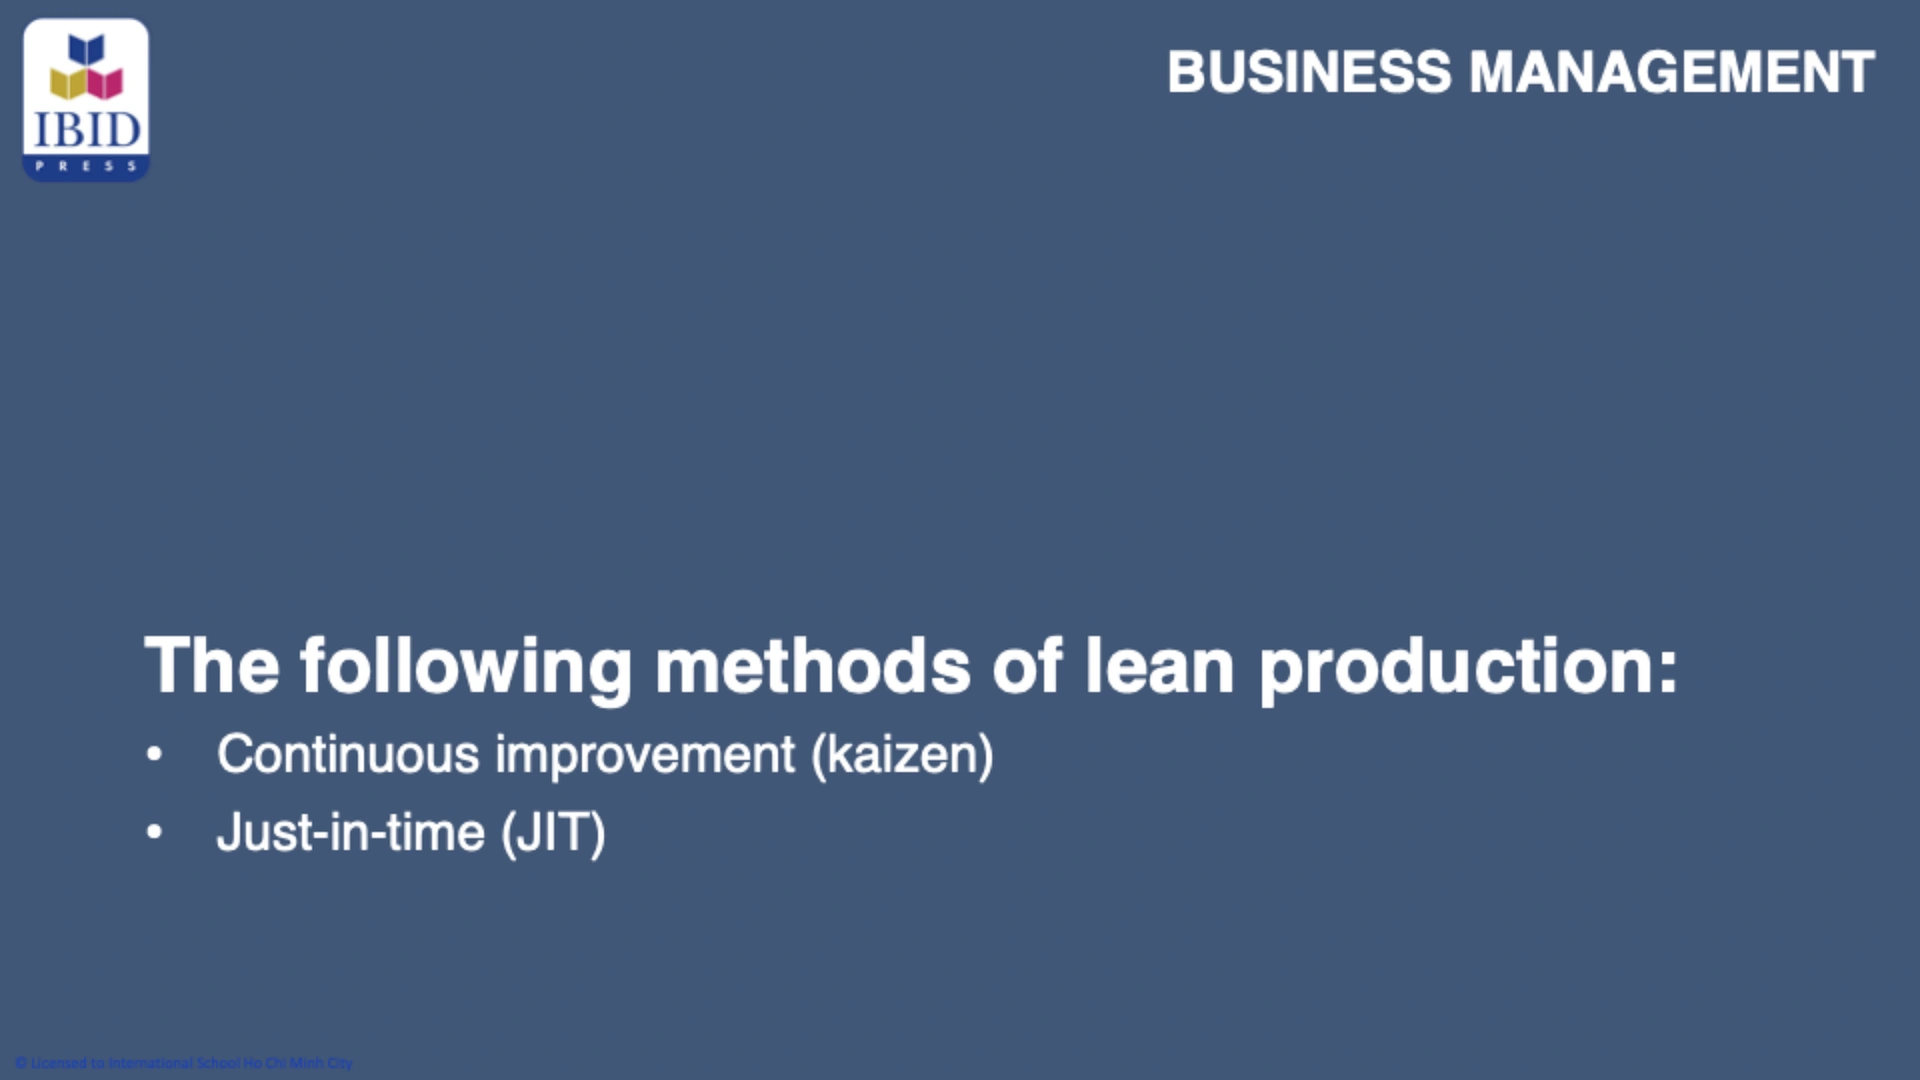 IBID
PRESS
BUSINESS MANAGEMENT
The following methods of lean production:
• Continuous improvement (kaizen)
• Just-in-time (JIT)
© Licensed to International School Ho Chi Minh City